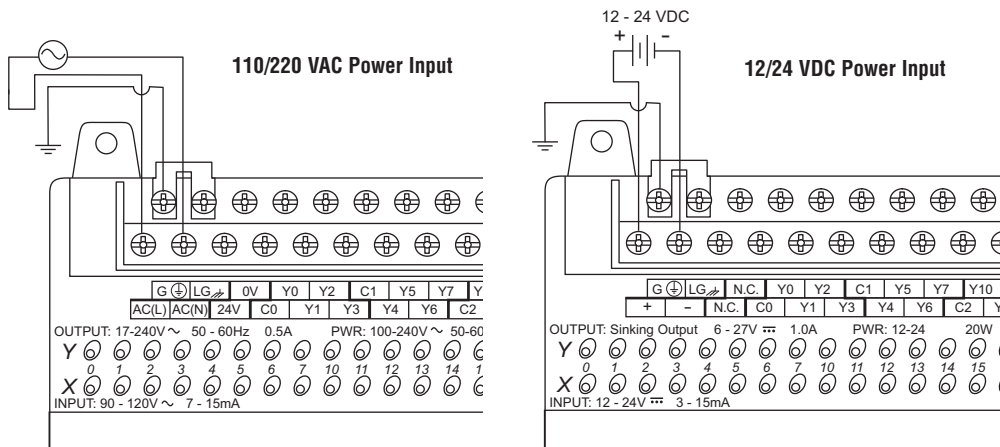 110/220 VAC Power Input
G LG 0V Y0 Y2 C1 Y5 Y7 Y
AC(L) AC(N) 24V C0 Y1 Y3 Y4 Y6 C2
OUTPUT: 17-240V ~ 50 - 60Hz 0.5A PWR: 100-240V ~ 50-60
Y
0 1 2 3 4 5 6 7 10 11 12 13 14 1
X
INPUT: 90 - 120V ~ 7 - 15mA
12 - 24 VDC
+ -
12/24 VDC Power Input
G LG N.C. Y0 Y2 C1 Y5 Y7 Y10
+ - N.C. C0 Y1 Y3 Y4 Y6 C2 Y
OUTPUT: Sinking Output 6 - 27V ⎓ 1.0A PWR: 12-24 20W
Y
0 1 2 3 4 5 6 7 10 11 12 13 14 15
X
INPUT: 12 - 24V ⎓ 3 - 15mA